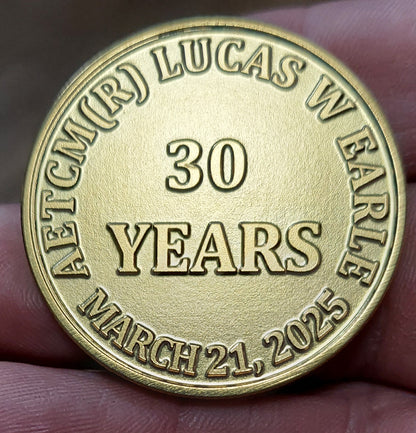 AETCM(R) LUCAS W EARLE
30
YEARS
MARCH 21, 2025